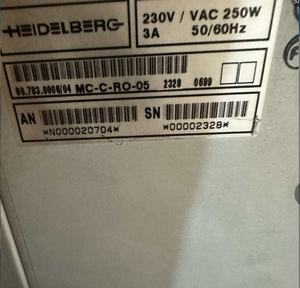 HEIDELBERG
230V / VAC 250W
3A 50/60Hz
00.783.0006/04 MC-C-RO-05 2328 0699
AN SN
*N000020704* *00002328*